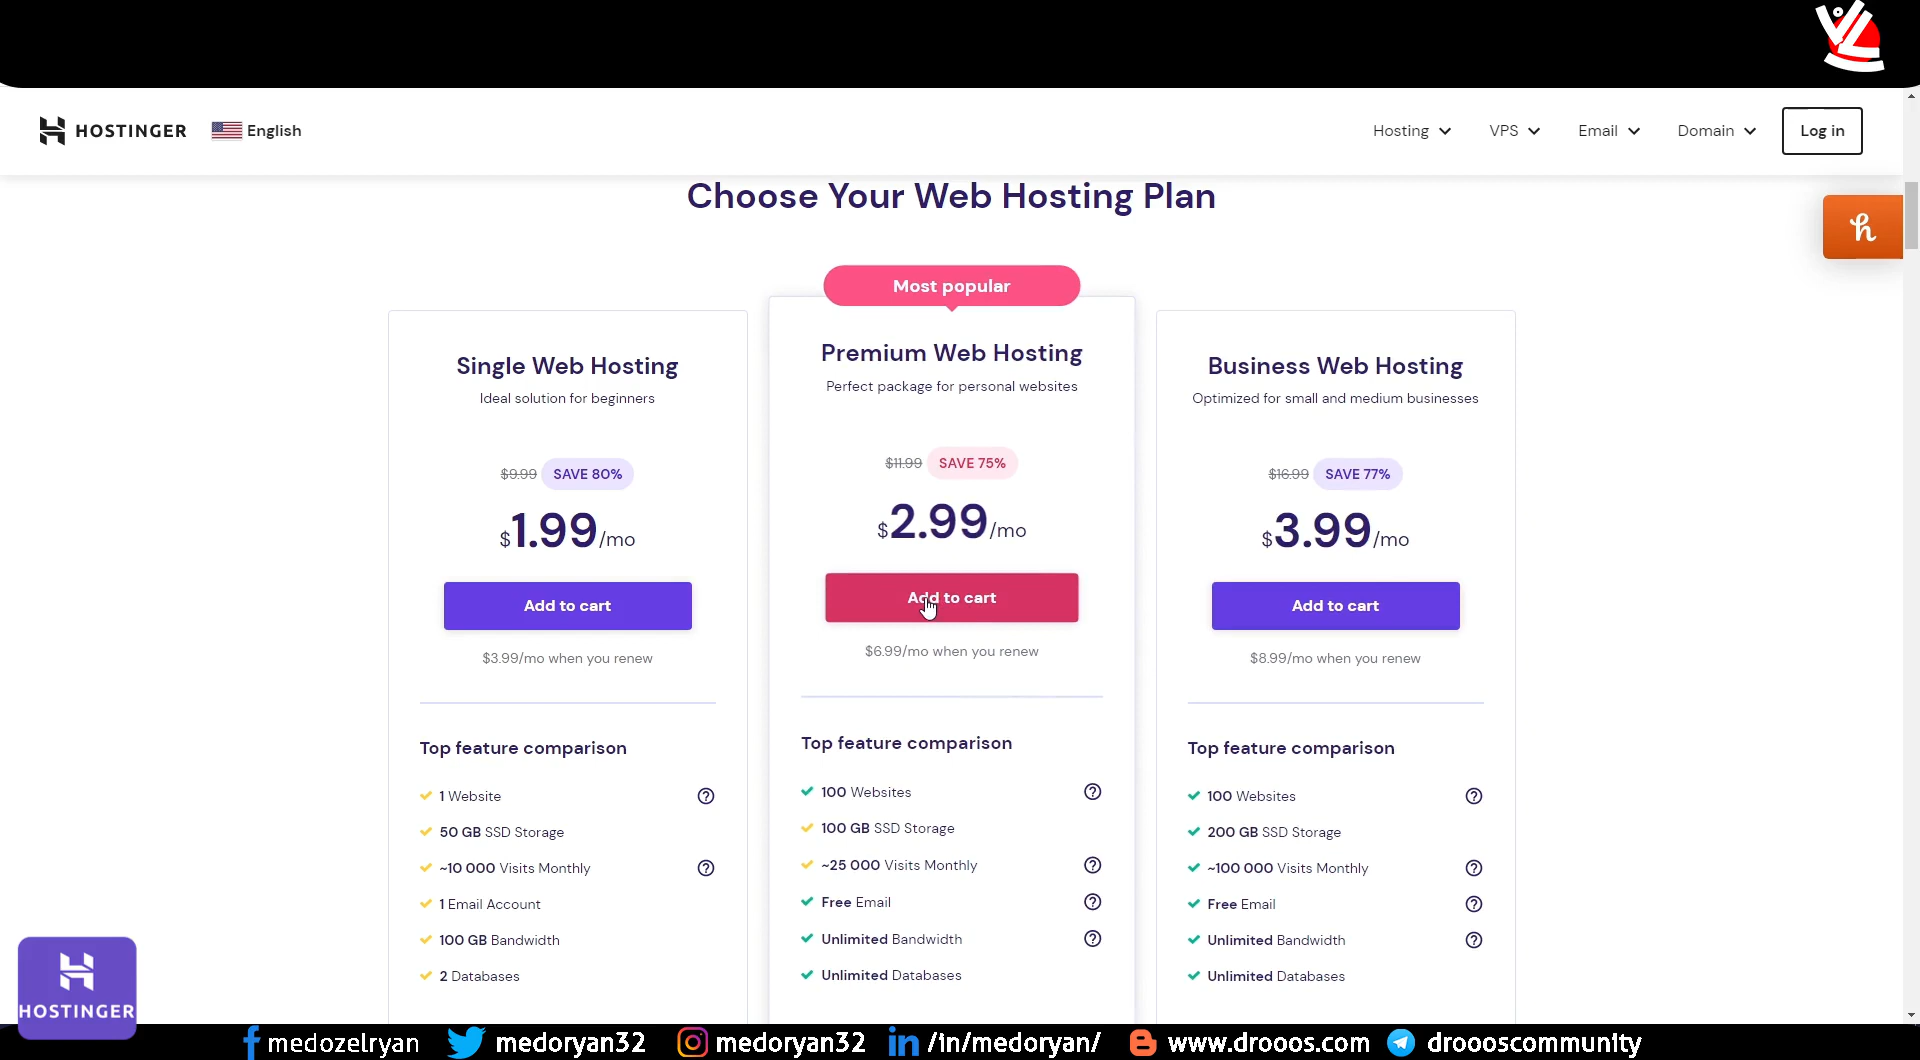 HOSTINGER English Hosting VPS Email Domain Log in
Choose Your Web Hosting Plan
Single Web Hosting
Ideal solution for beginners
$9.99 SAVE 80%
$1.99/mo
Add to cart
$3.99/mo when you renew
Top feature comparison
1 Website
50 GB SSD Storage
~10 000 Visits Monthly
1 Email Account
100 GB Bandwidth
2 Databases
Most popular
Premium Web Hosting
Perfect package for personal websites
$11.99 SAVE 75%
$2.99/mo
Add to cart
$6.99/mo when you renew
Top feature comparison
100 Websites
100 GB SSD Storage
~25 000 Visits Monthly
Free Email
Unlimited Bandwidth
Unlimited Databases
Business Web Hosting
Optimized for small and medium businesses
$16.99 SAVE 77%
$3.99/mo
Add to cart
$8.99/mo when you renew
Top feature comparison
100 Websites
200 GB SSD Storage
~100 000 Visits Monthly
Free Email
Unlimited Bandwidth
Unlimited Databases
HOSTINGER
medozelryan medoryan32 medoryan32 /in/medoryan/ www.drooos.com droooscommunity